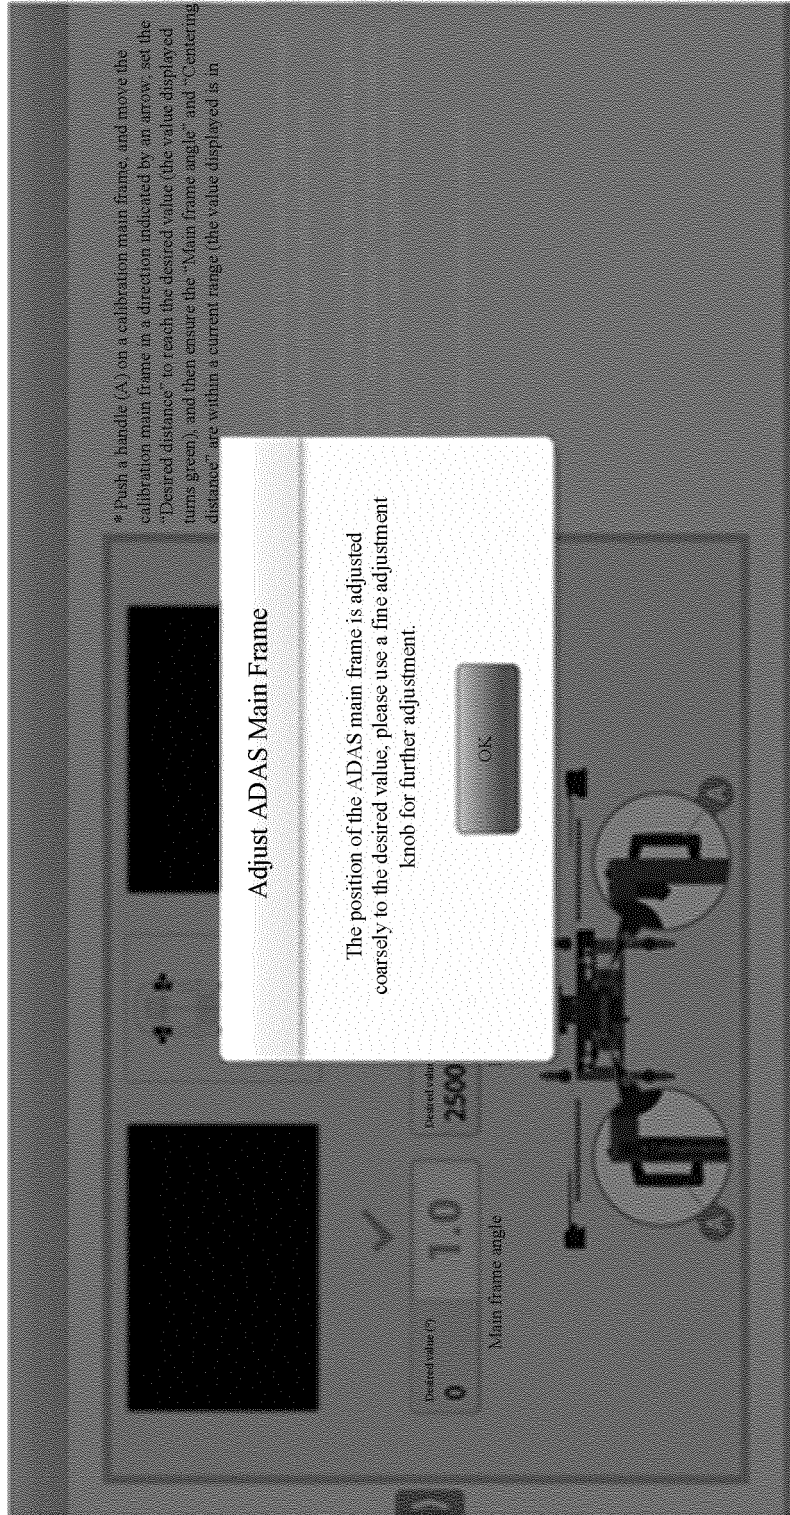 * Push a handle (A) on a calibration main frame, and move the
calibration main frame in a direction indicated by an arrow; set the
“Desired distance” to reach the desired value (the value displayed
turns green), and then ensure the “Main frame angle” and “Centering
distance” are within a current range (the value displayed is in
Adjust ADAS Main Frame
The position of the ADAS main frame is adjusted
coarsely to the desired value, please use a fine adjustment
knob for further adjustment.
OK
Desired value (°)
0
1.0
Main frame angle
Desired value
2500